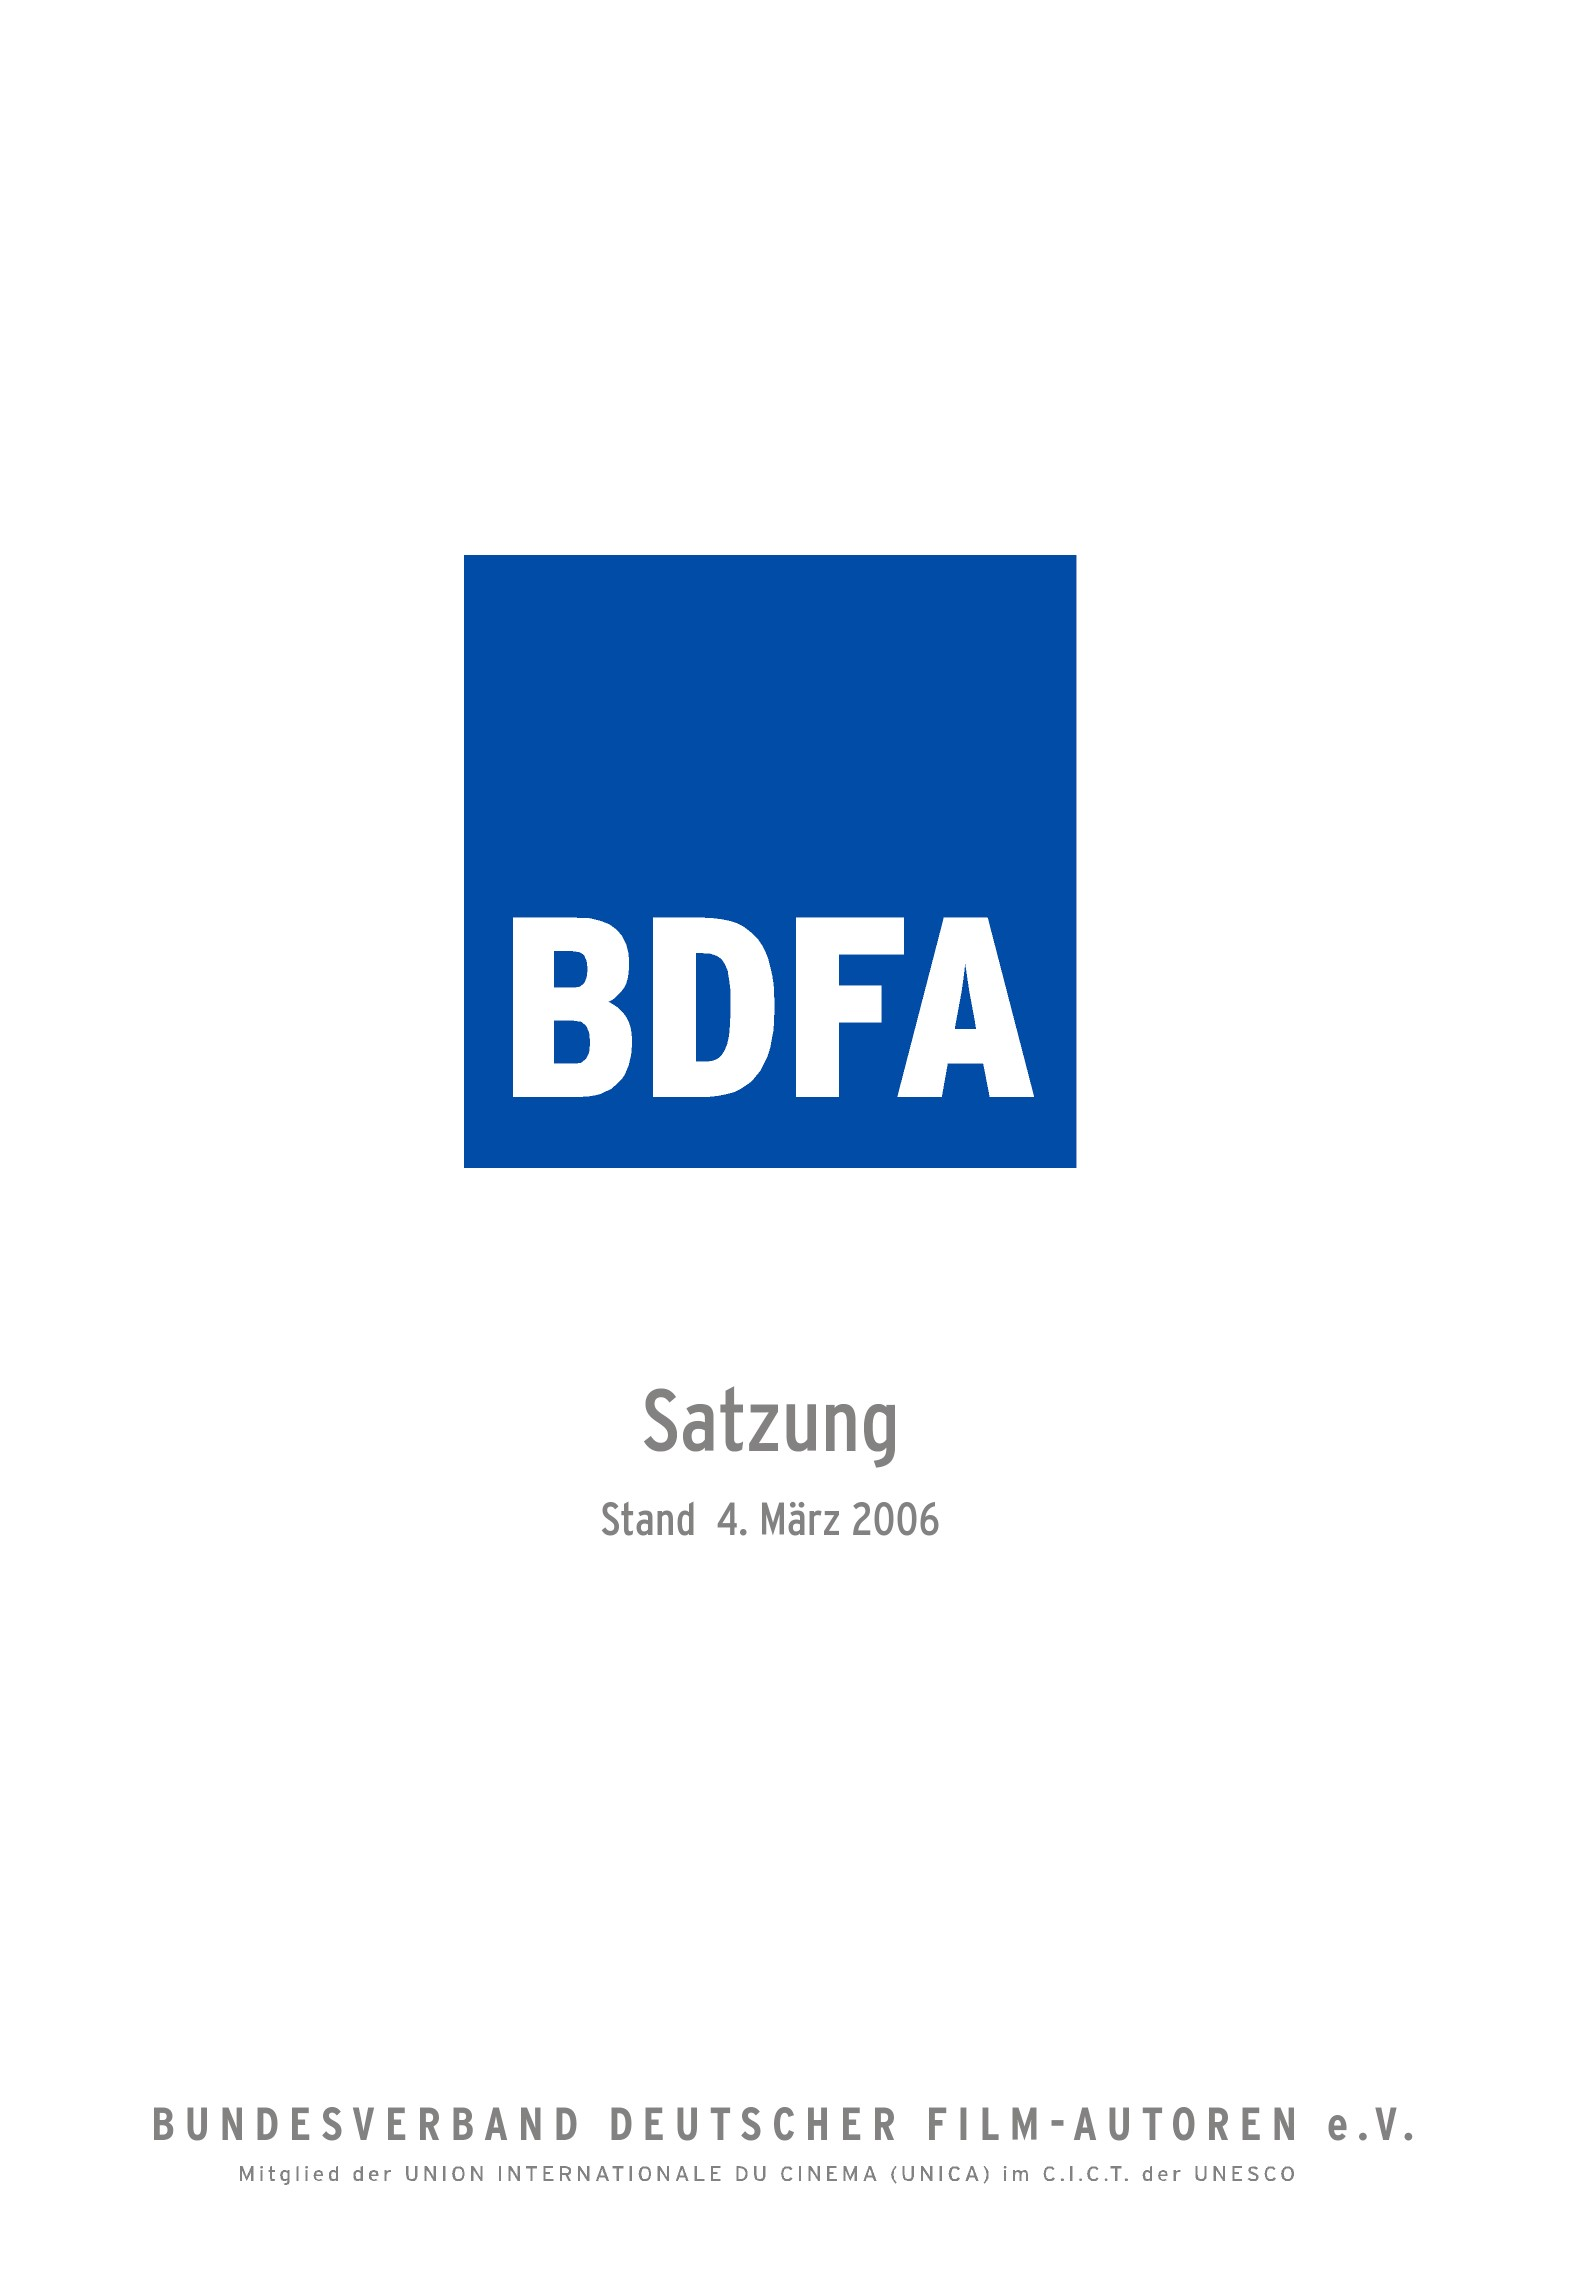 BDFA
Satzung
Stand 4. März 2006
BUNDESVERBAND DEUTSCHER FILM-AUTOREN e.V.
Mitglied der UNION INTERNATIONALE DU CINEMA (UNICA) im C.I.C.T. der UNESCO